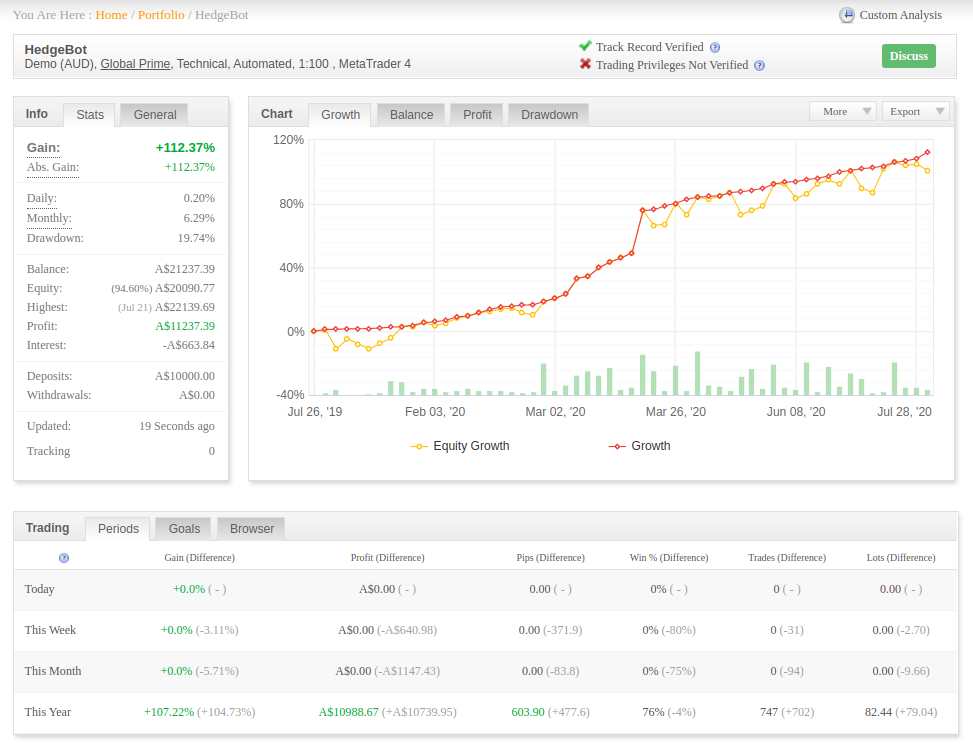 You Are Here : Home / Portfolio / HedgeBot
Custom Analysis
HedgeBot
Demo (AUD), Global Prime, Technical, Automated, 1:100 , MetaTrader 4
Track Record Verified ?
Trading Privileges Not Verified ?
Discuss
Info Stats General
Gain: +112.37%
Abs. Gain: +112.37%
Daily: 0.20%
Monthly: 6.29%
Drawdown: 19.74%
Balance: A$21237.39
Equity: (94.60%) A$20090.77
Highest: (Jul 21) A$22139.69
Profit: A$11237.39
Interest: -A$663.84
Deposits: A$10000.00
Withdrawals: A$0.00
Updated: 19 Seconds ago
Tracking 0
Chart Growth Balance Profit Drawdown More Export
120%
80%
40%
0%
-40%
Jul 26, '19 Feb 03, '20 Mar 02, '20 Mar 26, '20 Jun 08, '20 Jul 28, '20
Equity Growth Growth
Trading Periods Goals Browser
? Gain (Difference) Profit (Difference) Pips (Difference) Win % (Difference) Trades (Difference) Lots (Difference)
Today +0.0% ( - ) A$0.00 ( - ) 0.00 ( - ) 0% ( - ) 0 ( - ) 0.00 ( - )
This Week +0.0% (-3.11%) A$0.00 (-A$640.98) 0.00 (-371.9) 0% (-80%) 0 (-31) 0.00 (-2.70)
This Month +0.0% (-5.71%) A$0.00 (-A$1147.43) 0.00 (-83.8) 0% (-75%) 0 (-94) 0.00 (-9.66)
This Year +107.22% (+104.73%) A$10988.67 (+A$10739.95) 603.90 (+477.6) 76% (-4%) 747 (+702) 82.44 (+79.04)